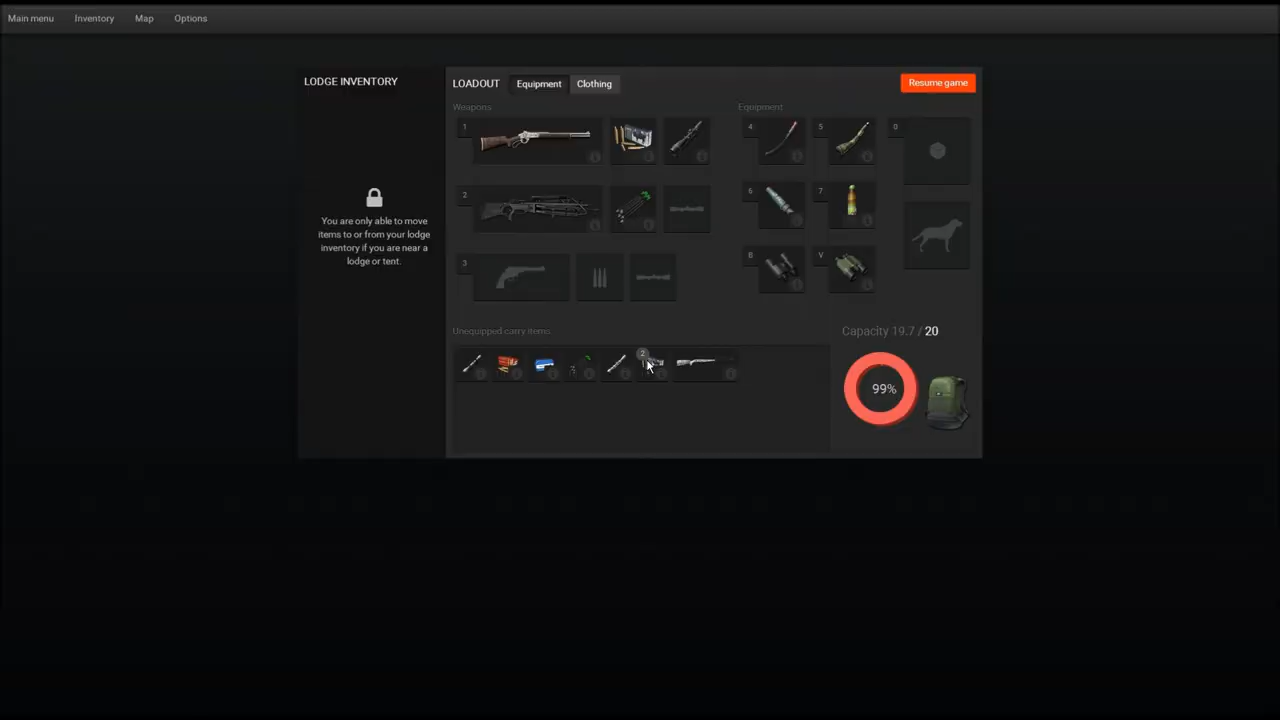 Main menu Inventory Map Options
LODGE INVENTORY
LOADOUT Equipment Clothing Resume game
Weapons Equipment
1 4 5 0
2 6 7
3 B V
You are only able to move
items to or from your lodge
inventory if you are near a
lodge or tent.
Unequipped carry items Capacity 19.7 / 20
2
99%